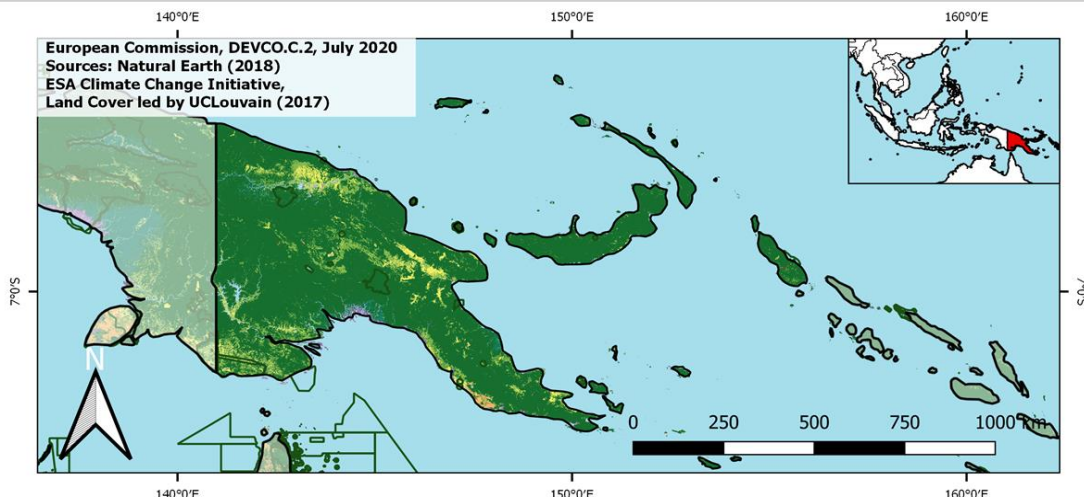 140°0'E 150°0'E 160°0'E
European Commission, DEVCO.C.2, July 2020
Sources: Natural Earth (2018)
ESA Climate Change Initiative,
Land Cover led by UCLouvain (2017)
7°0'S
N
0 250 500 750 1000 km
140°0'E 150°0'E 160°0'E